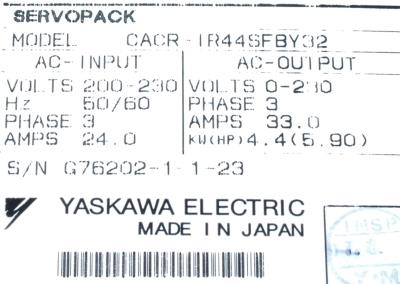 SERVOPACK
MODEL CACR-1R44SFBY32
AC-INPUT AC-OUTPUT
VOLTS 200-230 VOLTS 0-230
Hz 50/60 PHASE 3
PHASE 3 AMPS 33.0
AMPS 24.0 KW(HP) 4.4(5.90)
S/N G76202-1-1-23
YASKAWA ELECTRIC
MADE IN JAPAN
INSP
Y.M